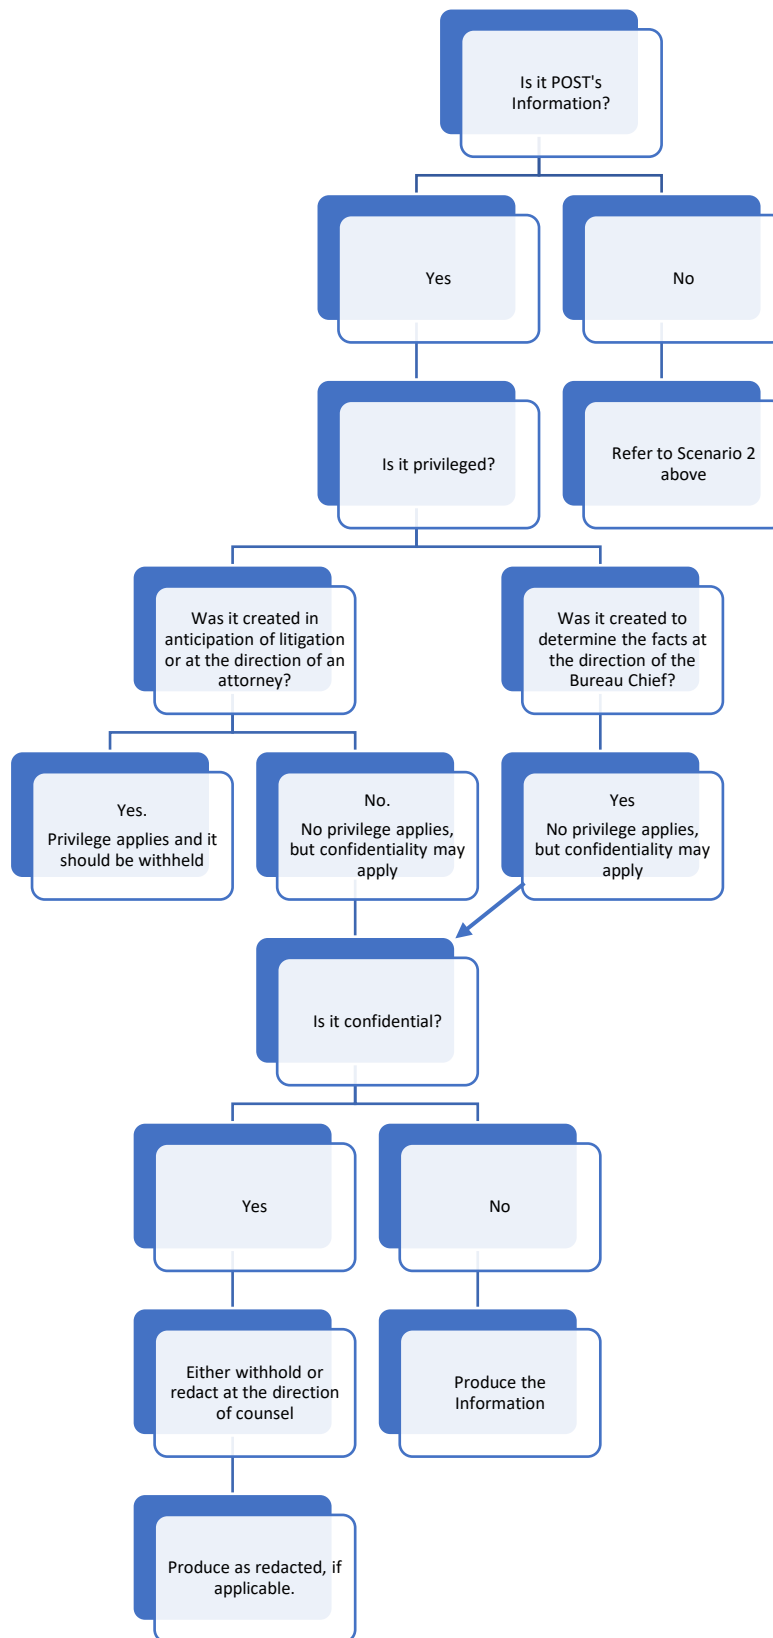 Is it POST's
Information?
Yes
No
Is it privileged?
Refer to Scenario 2
above
Was it created in
anticipation of litigation
or at the direction of an
attorney?
Was it created to
determine the facts at
the direction of the
Bureau Chief?
Yes.
Privilege applies and it
should be withheld
No.
No privilege applies,
but confidentiality may
apply
Yes
No privilege applies,
but confidentiality may
apply
Is it confidential?
Yes
No
Either withhold or
redact at the direction
of counsel
Produce the
Information
Produce as redacted, if
applicable.